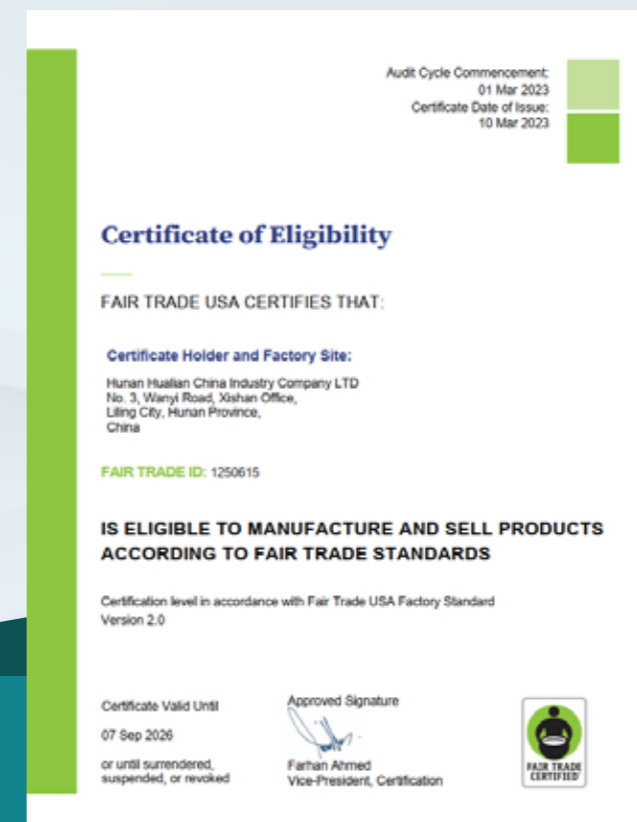 Audit Cycle Commencement:
01 Mar 2023
Certificate Date of Issue:
10 Mar 2023
Certificate of Eligibility
FAIR TRADE USA CERTIFIES THAT:
Certificate Holder and Factory Site:
Hunan Hualian China Industry Company LTD
No. 3, Wanyi Road, Xishan Office,
Liling City, Hunan Province,
China
FAIR TRADE ID: 1250615
IS ELIGIBLE TO MANUFACTURE AND SELL PRODUCTS
ACCORDING TO FAIR TRADE STANDARDS
Certification level in accordance with Fair Trade USA Factory Standard
Version 2.0
Certificate Valid Until
07 Sep 2026
or until surrendered,
suspended, or revoked
Approved Signature
Farhan Ahmed
Vice-President, Certification
FAIR TRADE
CERTIFIED